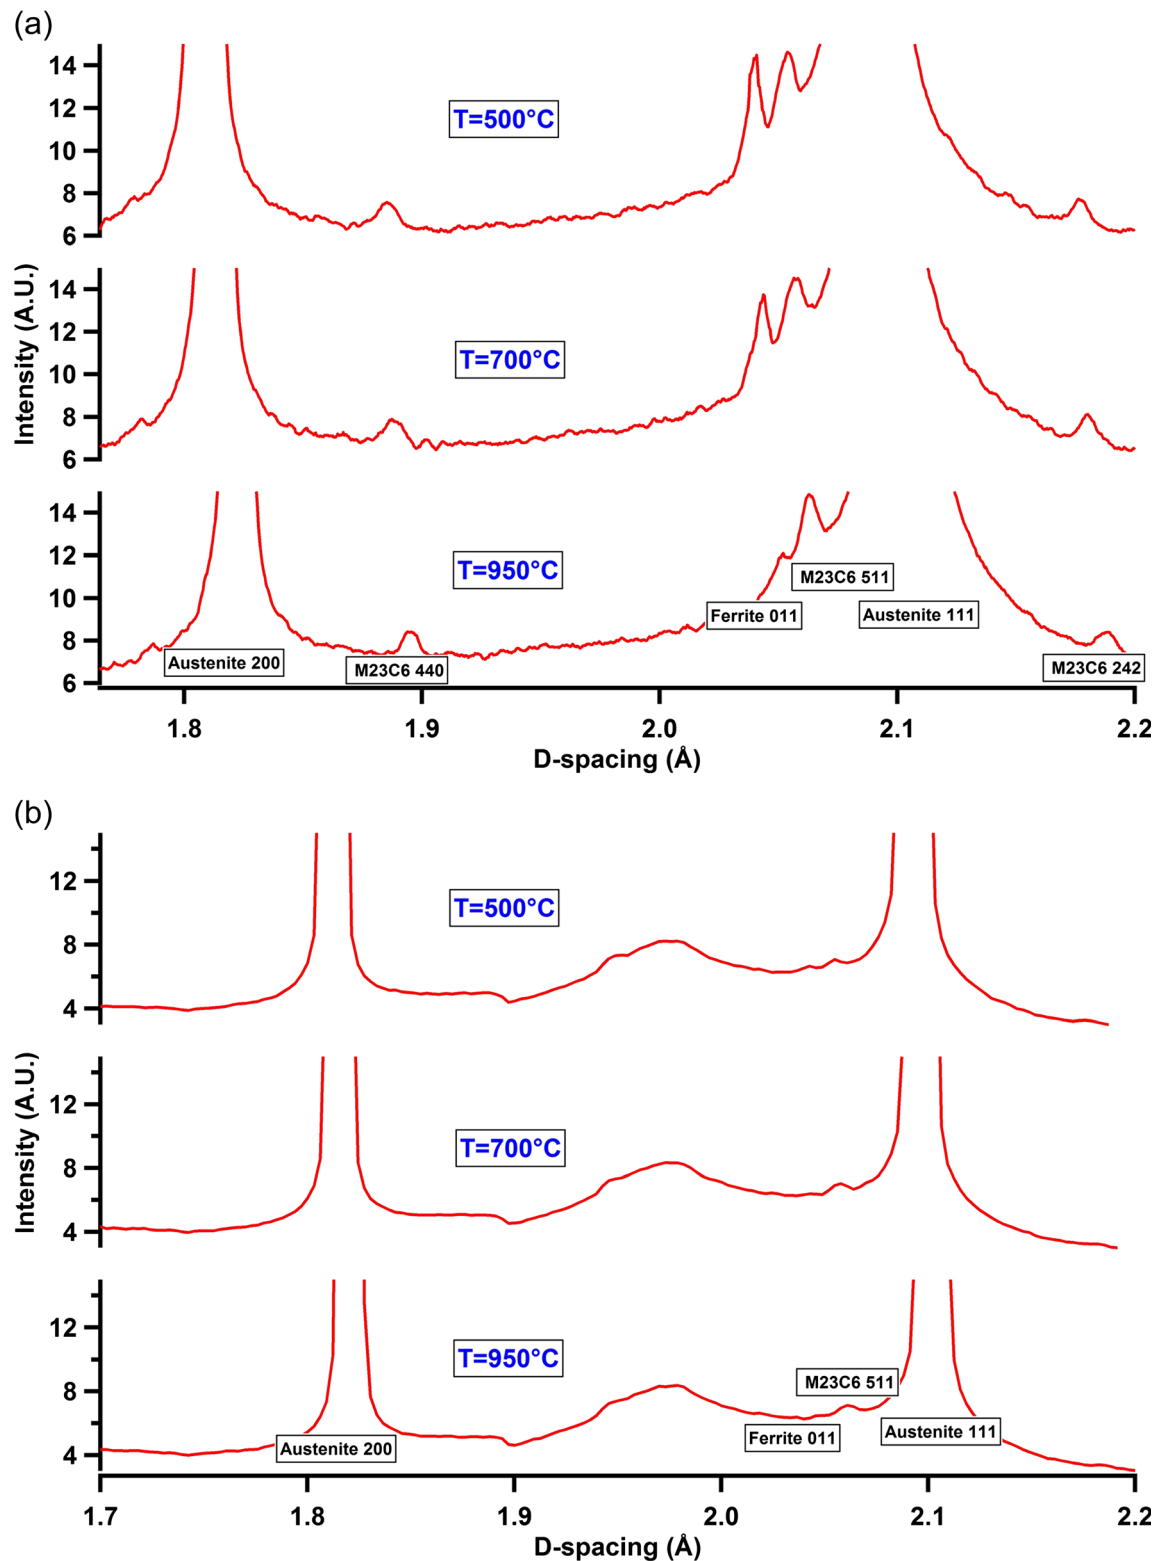 (a)
14
12
10
8
6
T=500°C
14
12
10
8
6
T=700°C
Intensity (A.U.)
14
12
10
8
6
T=950°C
M23C6 511
Ferrite 011
Austenite 111
Austenite 200
M23C6 440
M23C6 242
1.8
1.9
2.0
2.1
2.2
D-spacing (Å)
(b)
12
8
4
T=500°C
12
8
4
T=700°C
Intensity (A.U.)
12
8
4
T=950°C
M23C6 511
Ferrite 011
Austenite 111
Austenite 200
1.7
1.8
1.9
2.0
2.1
2.2
D-spacing (Å)